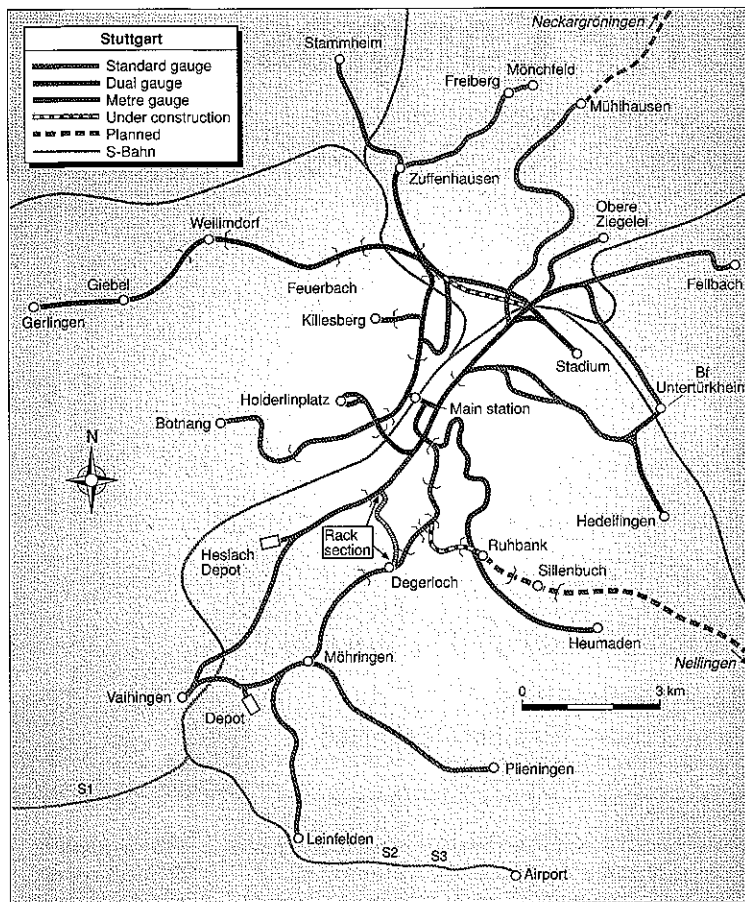 Neckargröningen
Stuttgart
Standard gauge
Dual gauge
Metre gauge
Under construction
Planned
S-Bahn
Stammheim
Freiberg
Mönchfeld
Mühlhausen
Zuffenhausen
Obere
Ziegelei
Weilimdorf
Giebel
Gerlingen
Feuerbach
Killesberg
Fellbach
Stadium
Bf
Untertürkheim
Holderlinplatz
Main station
Botnang
N
Hedelfingen
Heslach
Depot
Rack
section
Degerloch
Ruhbank
Sillenbuch
Heumaden
Nellingen
Möhringen
Vaihingen
Depot
0 3 km
Plieningen
S1
Leinfelden
S2 S3
Airport